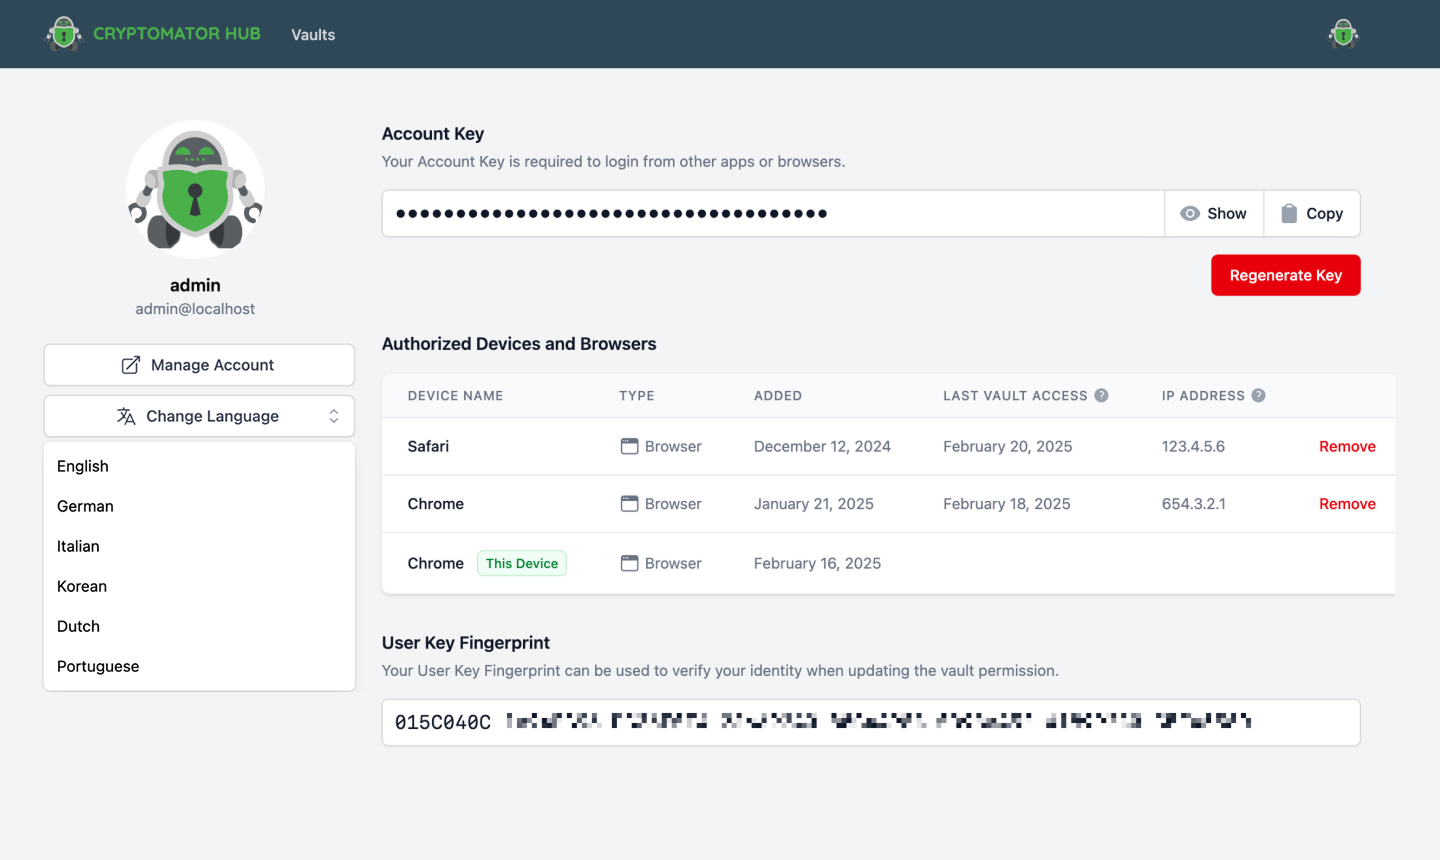 CRYPTOMATOR HUB Vaults
admin
admin@localhost
Manage Account
Change Language
English
German
Italian
Korean
Dutch
Portuguese
Account Key
Your Account Key is required to login from other apps or browsers.
●●●●●●●●●●●●●●●●●●●●●●●●●●●●●●●●●●●● Show Copy
Regenerate Key
Authorized Devices and Browsers
DEVICE NAME TYPE ADDED LAST VAULT ACCESS ? IP ADDRESS ?
Safari Browser December 12, 2024 February 20, 2025 123.4.5.6 Remove
Chrome Browser January 21, 2025 February 18, 2025 654.3.2.1 Remove
Chrome This Device Browser February 16, 2025
User Key Fingerprint
Your User Key Fingerprint can be used to verify your identity when updating the vault permission.
015C040C